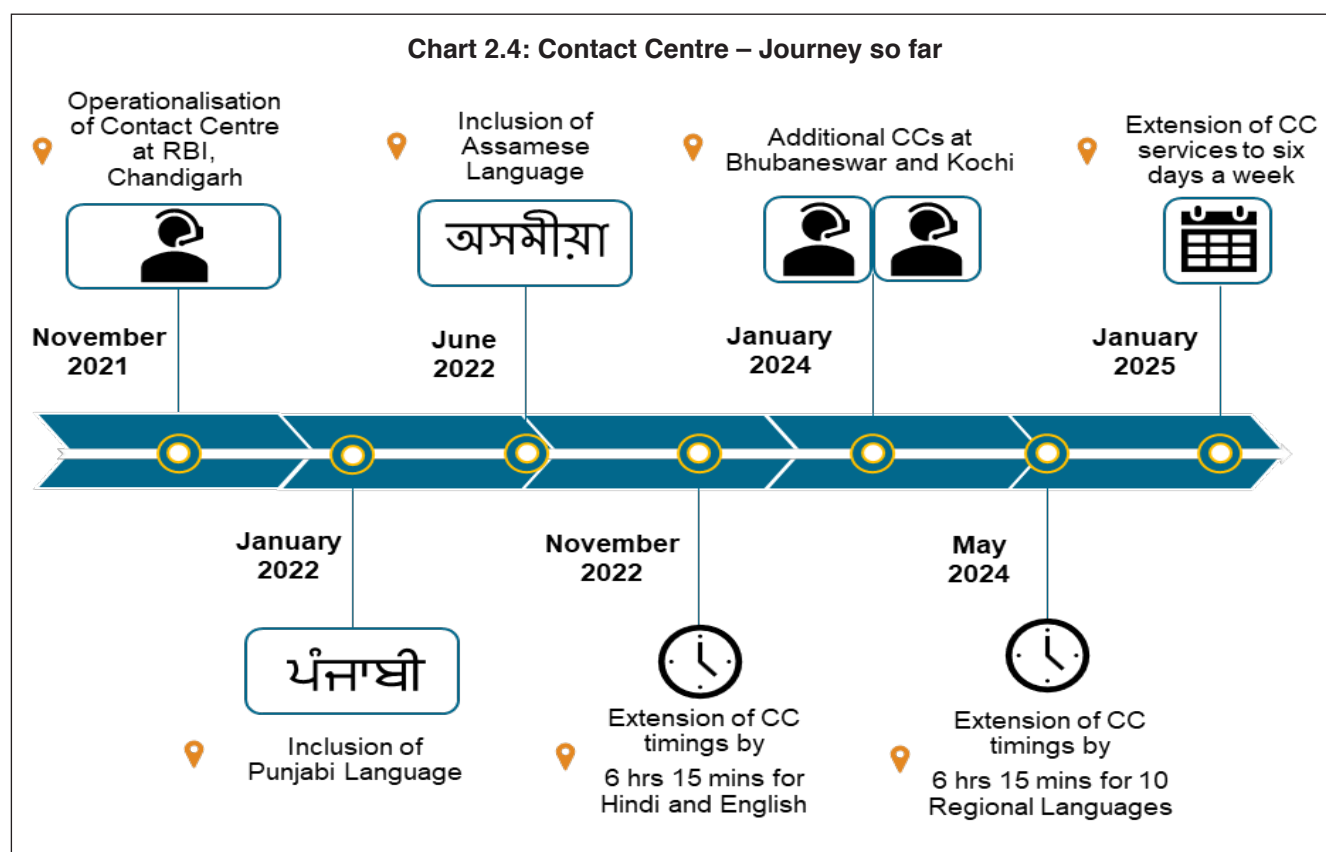 Chart 2.4: Contact Centre – Journey so far
Operationalisation
of Contact Centre
at RBI,
Chandigarh
November
2021
Inclusion of
Assamese
Language
অসমীয়া
June
2022
Additional CCs at
Bhubaneswar and Kochi
January
2024
Extension of CC
services to six
days a week
January
2025
January
2022
ਪੰਜਾਬੀ
Inclusion of
Punjabi Language
November
2022
Extension of CC
timings by
6 hrs 15 mins for
Hindi and English
May
2024
Extension of CC
timings by
6 hrs 15 mins for 10
Regional Languages